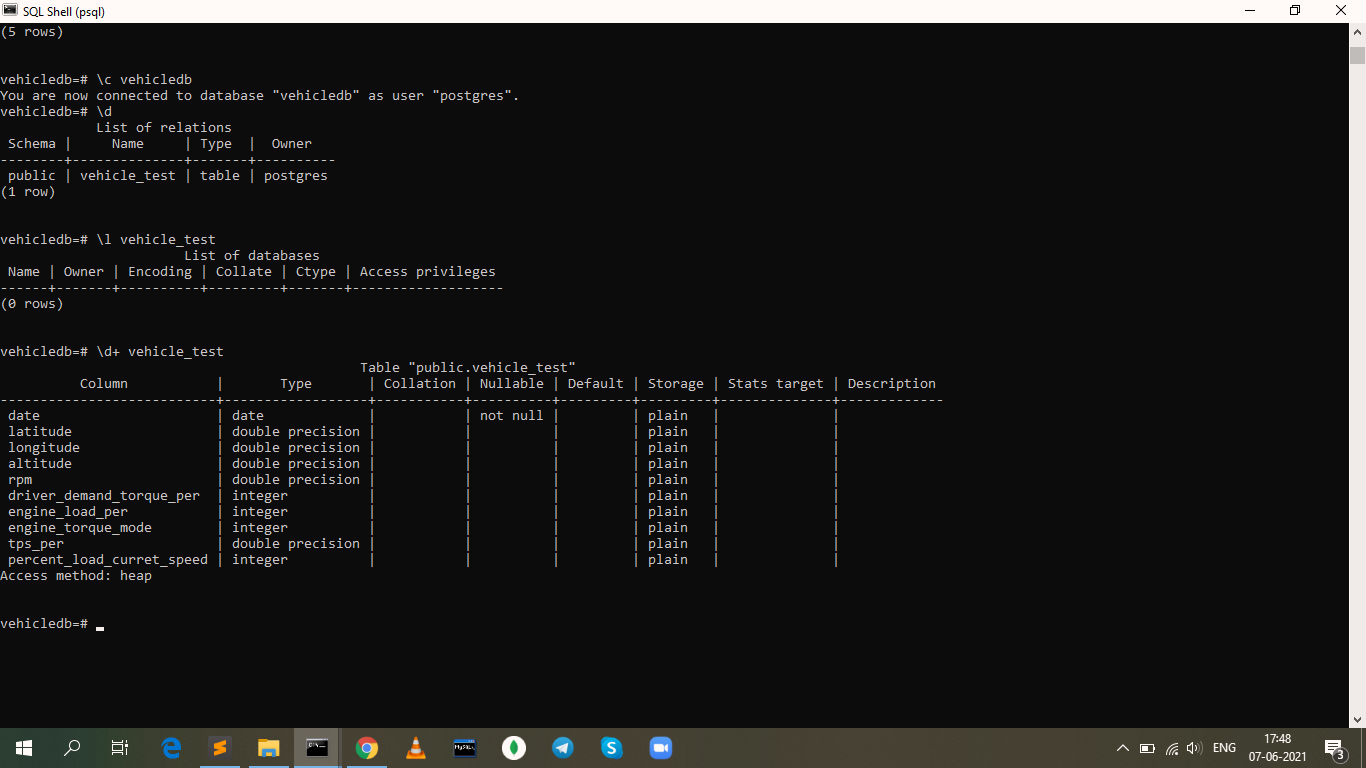 SQL Shell (psql)
(5 rows)
vehicledb=# \c vehicledb
You are now connected to database "vehicledb" as user "postgres".
vehicledb=# \d
List of relations
Schema | Name | Type | Owner
--------+--------------+-------+----------
public | vehicle_test | table | postgres
(1 row)
vehicledb=# \l vehicle_test
List of databases
Name | Owner | Encoding | Collate | Ctype | Access privileges
------+-------+----------+---------+-------+-------------------
(0 rows)
vehicledb=# \d+ vehicle_test
Table "public.vehicle_test"
Column | Type | Collation | Nullable | Default | Storage | Stats target | Description
---------------------------+------------------+-----------+----------+---------+---------+--------------+-------------
date | date | | not null | | plain | |
latitude | double precision | | | | plain | |
longitude | double precision | | | | plain | |
altitude | double precision | | | | plain | |
rpm | double precision | | | | plain | |
driver_demand_torque_per | integer | | | | plain | |
engine_load_per | integer | | | | plain | |
engine_torque_mode | integer | | | | plain | |
tps_per | double precision | | | | plain | |
percent_load_curret_speed | integer | | | | plain | |
Access method: heap
vehicledb=#
MySQL
ENG
17:48
07-06-2021
3